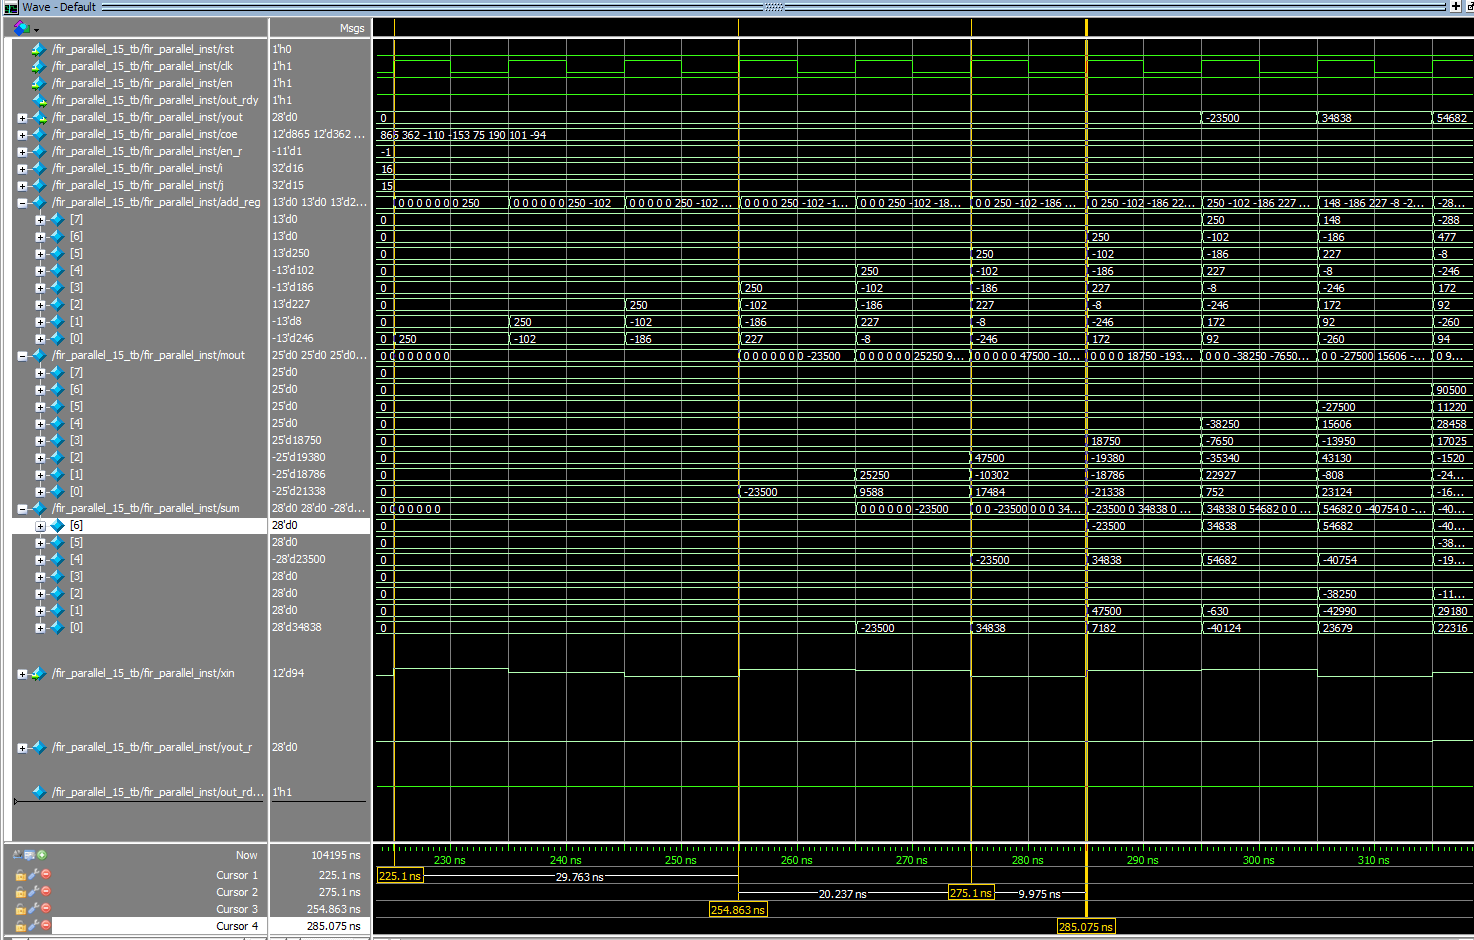 Wave - Default
Msgs
/fir_parallel_15_tb/fir_parallel_inst/rst 1'h0
/fir_parallel_15_tb/fir_parallel_inst/clk 1'h1
/fir_parallel_15_tb/fir_parallel_inst/en 1'h1
/fir_parallel_15_tb/fir_parallel_inst/out_rdy 1'h1
/fir_parallel_15_tb/fir_parallel_inst/yout 28'd0 0 -23500 34838 54682
/fir_parallel_15_tb/fir_parallel_inst/coe 12'd865 12'd362 ... 865 362 -110 -153 75 190 101 -94
/fir_parallel_15_tb/fir_parallel_inst/en_r -11'd1 -1
/fir_parallel_15_tb/fir_parallel_inst/i 32'd16 16
/fir_parallel_15_tb/fir_parallel_inst/j 32'd15 15
/fir_parallel_15_tb/fir_parallel_inst/add_reg 13'd0 13'd0 13'd2... 0 0 0 0 0 0 0 250 0 0 0 0 0 0 250 -102 0 0 0 0 0 250 -102 ... 0 0 0 0 250 -102 -1... 0 0 0 250 -102 -18... 0 0 250 -102 -186 ... 0 250 -102 -186 22... 250 -102 -186 227 ... 148 -186 227 -8 -2... -28...
[7] 13'd0 0 250 148 -288
[6] 13'd0 0 250 -102 -186 477
[5] 13'd250 0 250 -102 -186 227 -8
[4] -13'd102 0 250 -102 -186 227 -8 -246
[3] -13'd186 0 250 -102 -186 227 -8 -246 172
[2] 13'd227 0 250 -102 -186 227 -8 -246 172 92
[1] -13'd8 0 250 -102 -186 227 -8 -246 172 92 -260
[0] -13'd246 0 250 -102 -186 227 -8 -246 172 92 -260 94
/fir_parallel_15_tb/fir_parallel_inst/mout 25'd0 25'd0 25'd0... 0 0 0 0 0 0 0 0 0 0 0 0 0 0 0 -23500 0 0 0 0 0 0 25250 9... 0 0 0 0 0 47500 -10... 0 0 0 0 18750 -193... 0 0 0 -38250 -7650... 0 0 -27500 15606 -... 0 9...
[7] 25'd0 0
[6] 25'd0 0 90500
[5] 25'd0 0 -27500 11220
[4] 25'd0 0 -38250 15606 28458
[3] 25'd18750 0 18750 -7650 -13950 17025
[2] -25'd19380 0 47500 -19380 -35340 43130 -1520
[1] -25'd18786 0 25250 -10302 -18786 22927 -808 -24...
[0] -25'd21338 0 -23500 9588 17484 -21338 752 23124 -16...
/fir_parallel_15_tb/fir_parallel_inst/sum 28'd0 28'd0 -28'd... 0 0 0 0 0 0 0 0 0 0 0 0 0 -23500 0 0 -23500 0 0 0 34... -23500 0 34838 0 ... 34838 0 54682 0 0 ... 54682 0 -40754 0 -... -40...
[6] 28'd0 0 -23500 34838 54682 -40...
[5] 28'd0 0 -38...
[4] -28'd23500 0 -23500 34838 54682 -40754 -19...
[3] 28'd0 0
[2] 28'd0 0 -38250 -11...
[1] 28'd0 0 47500 -630 -42990 29180
[0] 28'd34838 0 -23500 34838 7182 -40124 23679 22316
/fir_parallel_15_tb/fir_parallel_inst/xin 12'd94
/fir_parallel_15_tb/fir_parallel_inst/yout_r 28'd0
/fir_parallel_15_tb/fir_parallel_inst/out_rd... 1'h1
Now 104195 ns 230 ns 240 ns 250 ns 260 ns 270 ns 280 ns 290 ns 300 ns 310 ns
Cursor 1 225.1 ns 225.1 ns 29.763 ns
Cursor 2 275.1 ns 20.237 ns 275.1 ns 9.975 ns
Cursor 3 254.863 ns 254.863 ns
Cursor 4 285.075 ns 285.075 ns